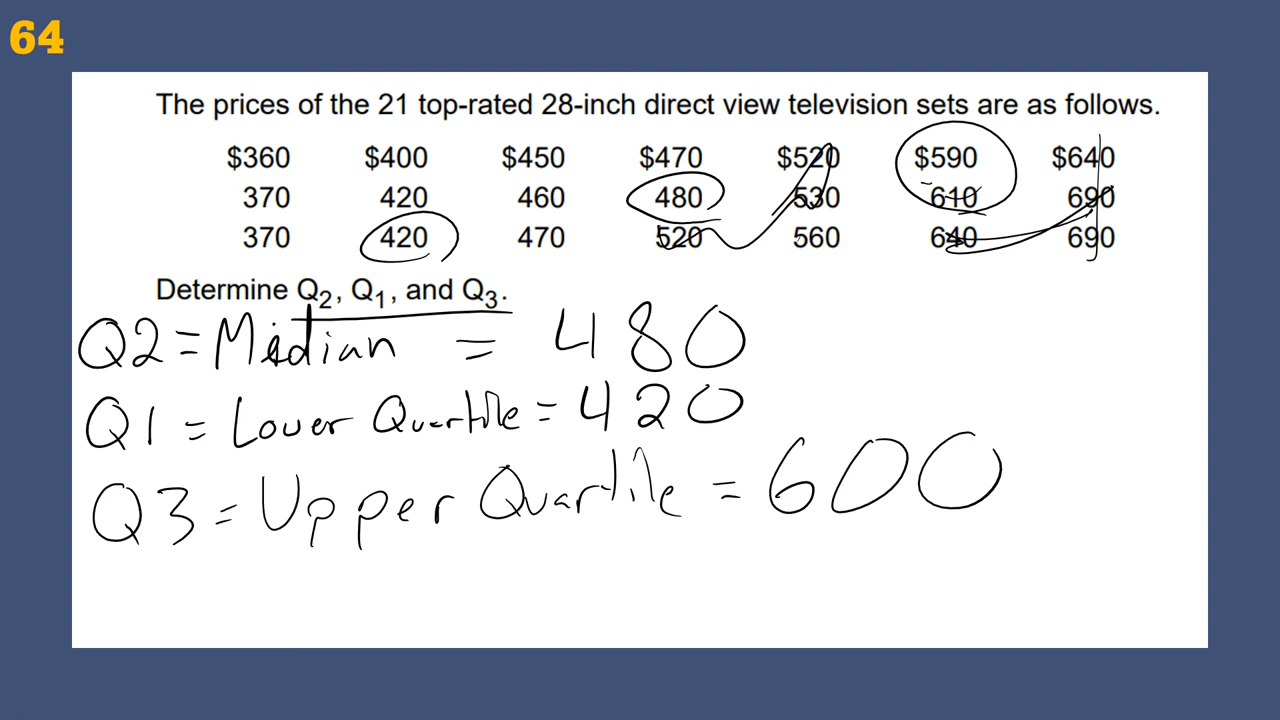 64
The prices of the 21 top-rated 28-inch direct view television sets are as follows.
$360 $400 $450 $470 $520 $590 $640
370 420 460 480 530 610 690
370 420 470 520 560 640 690
Determine Q2, Q1, and Q3.
Q2 = Median = 480
Q1 = Lower Quartile = 420
Q3 = Upper Quartile = 600